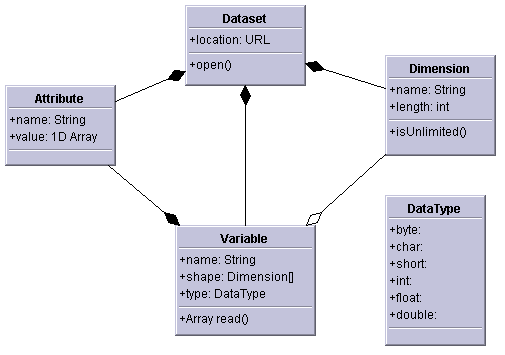 Dataset
+location: URL
+open()
Attribute
+name: String
+value: 1D Array
Dimension
+name: String
+length: int
+isUnlimited()
Variable
+name: String
+shape: Dimension[]
+type: DataType
+Array read()
DataType
+byte:
+char:
+short:
+int:
+float:
+double: